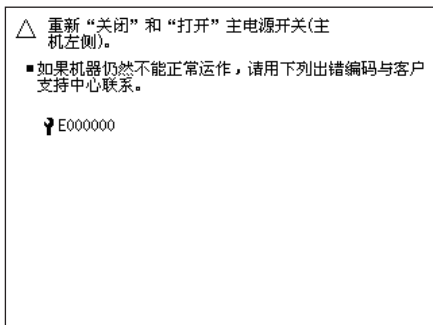 重新“关闭”和“打开”主电源开关(主
机左侧)。
■如果机器仍然不能正常运作，请用下列出错编码与客户
支持中心联系。
E000000